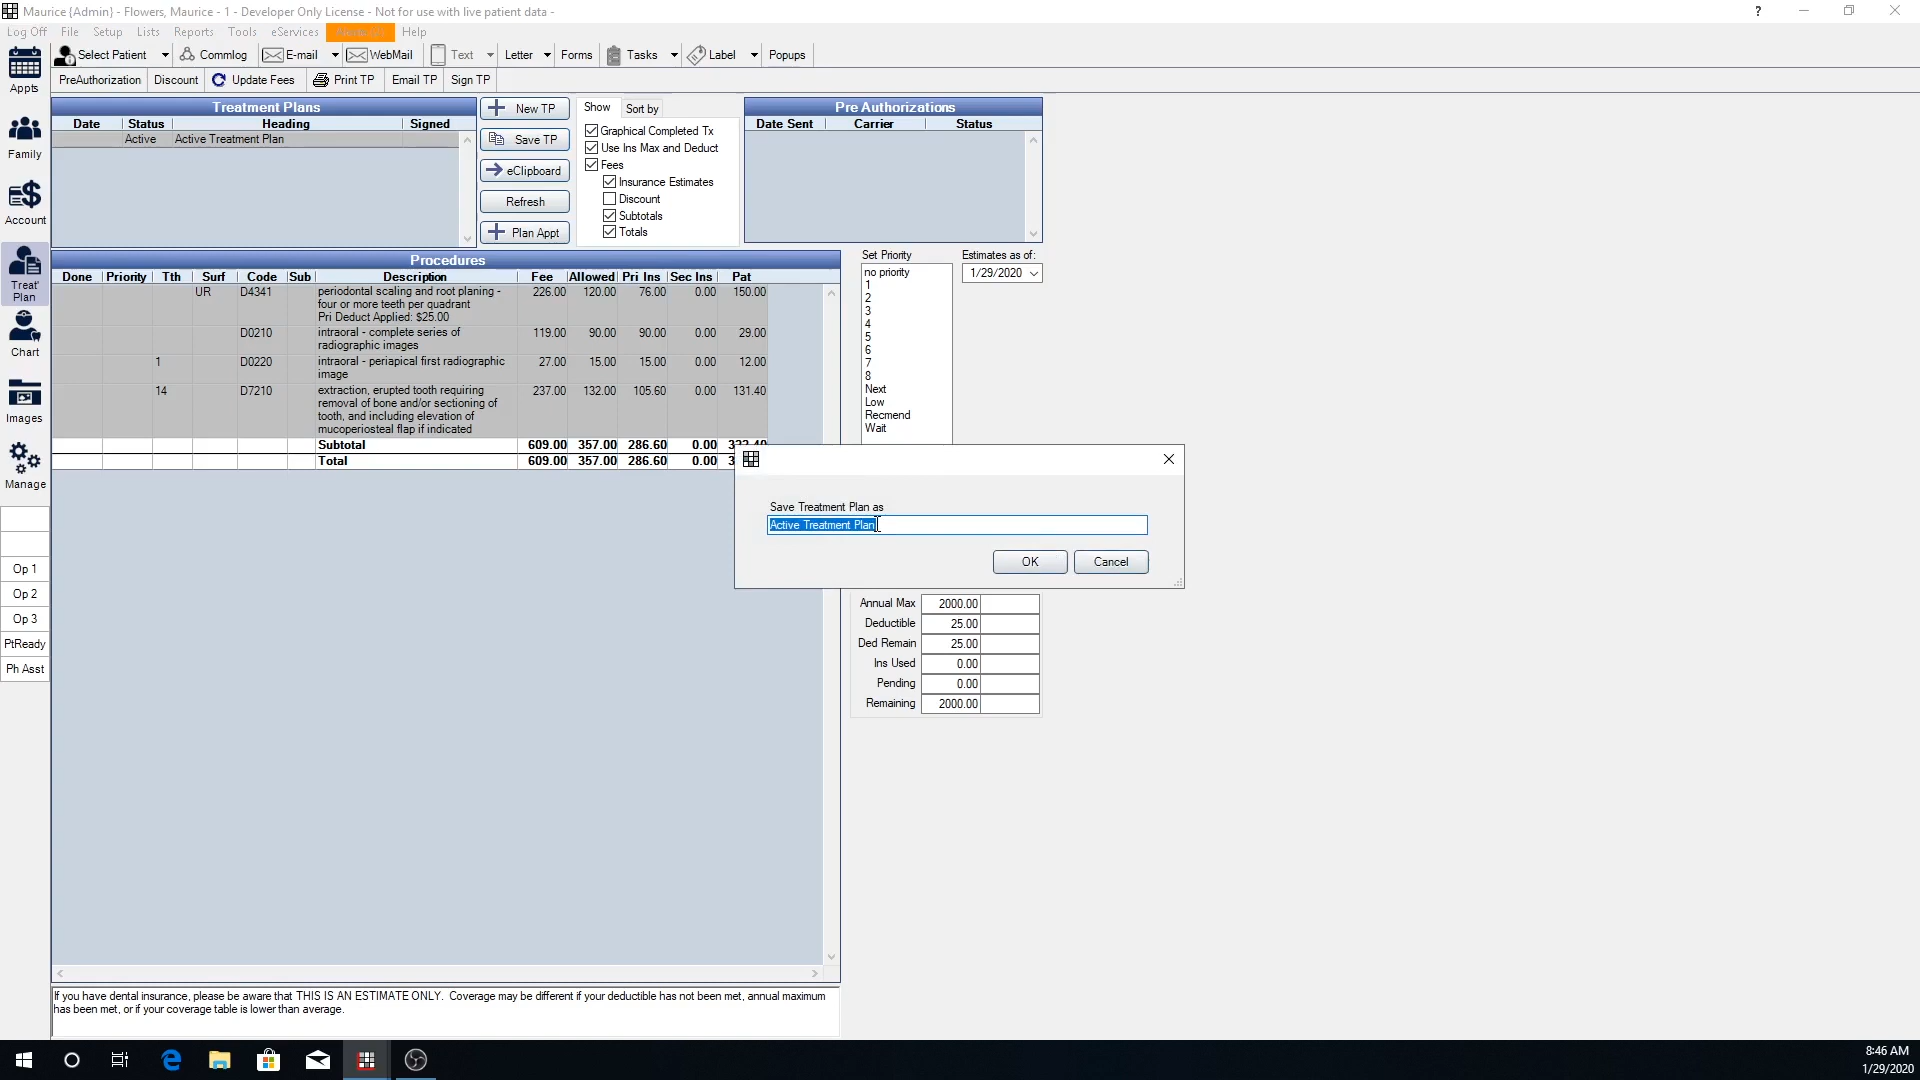 Maurice {Admin} - Flowers, Maurice - 1 - Developer Only License - Not for use with live patient data -
?
Log Off File Setup Lists Reports Tools eServices Help
Select Patient Commlog E-mail WebMail Text Letter Forms Tasks Label Popups
PreAuthorization Discount Update Fees Print TP Email TP Sign TP
Appts
Family
Account
Treat' Plan
Chart
Images
Manage
Op 1
Op 2
Op 3
PtReady
Ph Asst
Treatment Plans
Date Status Heading Signed
Active Active Treatment Plan
New TP
Save TP
eClipboard
Refresh
Plan Appt
Show Sort by
Graphical Completed Tx
Use Ins Max and Deduct
Fees
Insurance Estimates
Discount
Subtotals
Totals
Pre Authorizations
Date Sent Carrier Status
Procedures
Done Priority Tth Surf Code Sub Description Fee Allowed Pri Ins Sec Ins Pat
UR D4341 periodontal scaling and root planing - 226.00 120.00 76.00 0.00 150.00
four or more teeth per quadrant
Pri Deduct Applied: $25.00
D0210 intraoral - complete series of 119.00 90.00 90.00 0.00 29.00
radiographic images
1 D0220 intraoral - periapical first radiographic 27.00 15.00 15.00 0.00 12.00
image
14 D7210 extraction, erupted tooth requiring 237.00 132.00 105.60 0.00 131.40
removal of bone and/or sectioning of
tooth, and including elevation of
mucoperiosteal flap if indicated
Subtotal 609.00 357.00 286.60 0.00
Total 609.00 357.00 286.60 0.00
Set Priority
no priority
1
2
3
4
5
6
7
8
Next
Low
Recmend
Wait
Estimates as of:
1/29/2020
Save Treatment Plan as
Active Treatment Plan
OK Cancel
Annual Max 2000.00
Deductible 25.00
Ded Remain 25.00
Ins Used 0.00
Pending 0.00
Remaining 2000.00
If you have dental insurance, please be aware that THIS IS AN ESTIMATE ONLY. Coverage may be different if your deductible has not been met, annual maximum
has been met, or if your coverage table is lower than average.
8:46 AM
1/29/2020